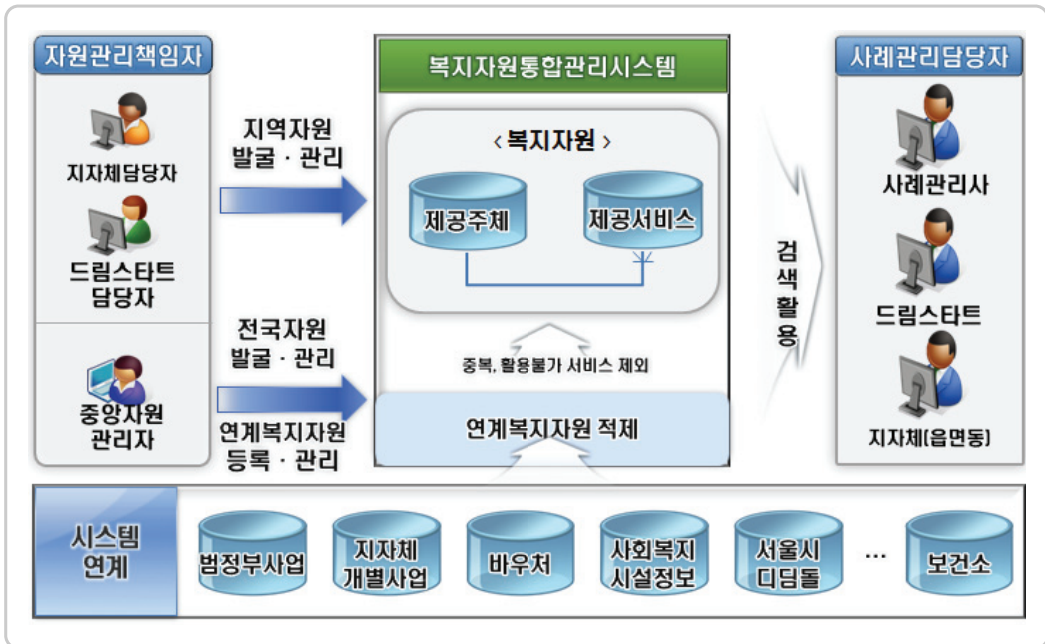 자원관리책임자
지자체담당자
드림스타트
담당자
중앙자원
관리자
지역자원
발굴 · 관리
전국자원
발굴 · 관리
연계복지자원
등록 · 관리
복지자원통합관리시스템
< 복지자원 >
제공주체
제공서비스
중복, 활용불가 서비스 제외
연계복지자원 적제
검색활용
사례관리담당자
사례관리사
드림스타트
지자체(읍면동)
시스템
연계
범정부사업
지자체
개별사업
바우처
사회복지
시설정보
서울시
디딤돌
...
보건소